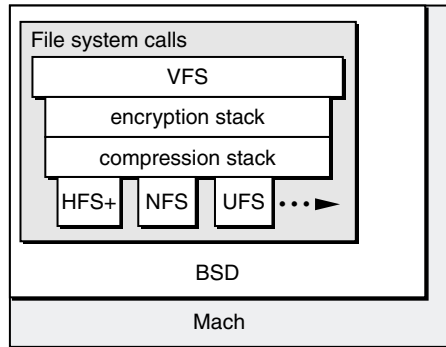 File system calls
VFS
encryption stack
compression stack
HFS+ NFS UFS
BSD
Mach